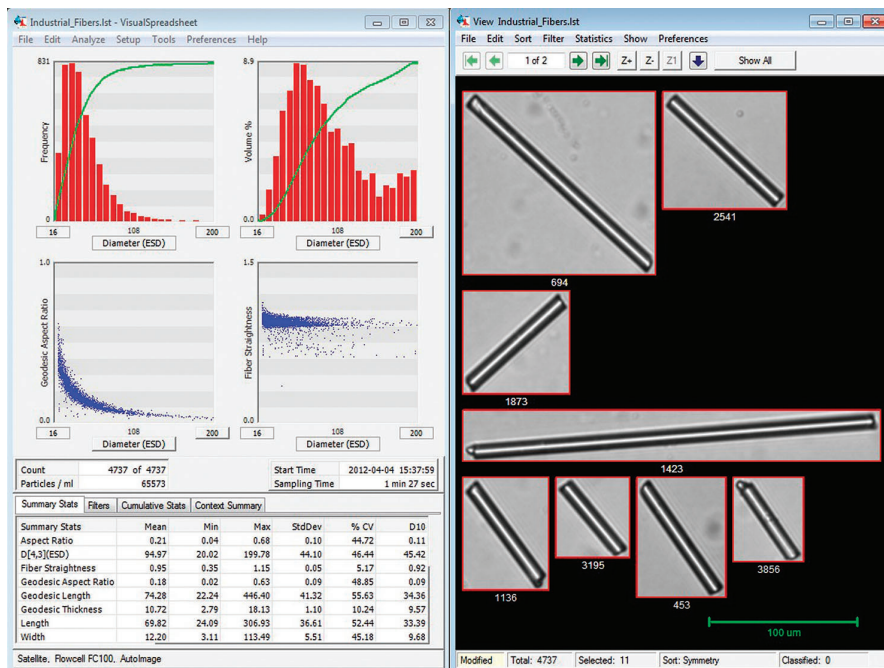 Industrial_Fibers.lst - VisualSpreadsheet
File Edit Analyze Setup Tools Preferences Help
831
Frequency
0
16 108 200
Diameter (ESD)
8.9
Volume %
0.0
16 108 200
Diameter (ESD)
1.0
Geodesic Aspect Ratio
0.0
16 108 200
Diameter (ESD)
1.5
Fiber Straightness
0.0
16 108 200
Diameter (ESD)
Count 4737 of 4737
Particles / ml 65573
Start Time 2012-04-04 15:37:59
Sampling Time 1 min 27 sec
Summary Stats Filters Cumulative Stats Context Summary
Summary Stats Mean Min Max StdDev % CV D10
Aspect Ratio 0.21 0.04 0.68 0.10 44.72 0.11
D[4,3](ESD) 94.97 20.02 199.78 44.10 46.44 45.42
Fiber Straightness 0.95 0.35 1.15 0.05 5.17 0.92
Geodesic Aspect Ratio 0.18 0.02 0.63 0.09 48.85 0.09
Geodesic Length 74.28 22.24 446.40 41.32 55.63 34.36
Geodesic Thickness 10.72 2.79 18.13 1.10 10.24 9.57
Length 69.82 24.09 306.93 36.61 52.44 33.39
Width 12.20 3.11 113.49 5.51 45.18 9.68
Satellite, Flowcell FC100, AutoImage
View Industrial_Fibers.lst
File Edit Sort Filter Statistics Show Preferences
1 of 2 Z+ Z- Z1 Show All
694
2541
1873
1423
1136
3195
453
3856
100 um
Modified Total: 4737 Selected: 11 Sort: Symmetry Classified: 0